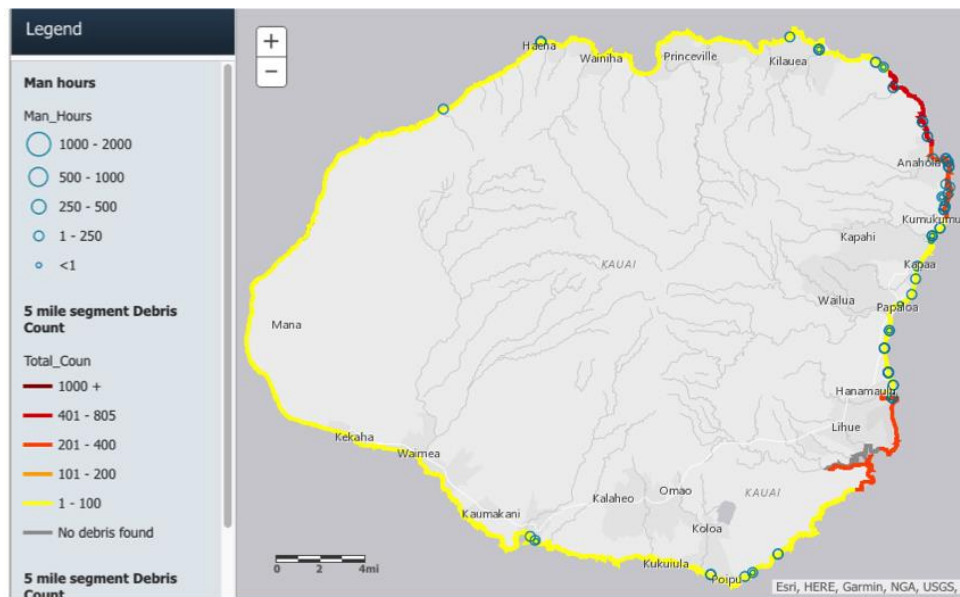 Legend
Man hours
Man_Hours
1000 - 2000
500 - 1000
250 - 500
1 - 250
<1
5 mile segment Debris
Count
Total_Coun
1000 +
401 - 805
201 - 400
101 - 200
1 - 100
No debris found
5 mile segment Debris
Count
+
−
Haena
Wainiha
Princeville
Kilauea
Anahola
Kumukumu
Kapahi
KAUAI
Kapaa
Wailua
Papaloa
Mana
Hanamaulu
Lihue
Kekaha
Waimea
KAUAI
Omao
Kalaheo
Kaumakani
Koloa
Kukuiula
Poipu
0 2 4mi
Esri, HERE, Garmin, NGA, USGS,